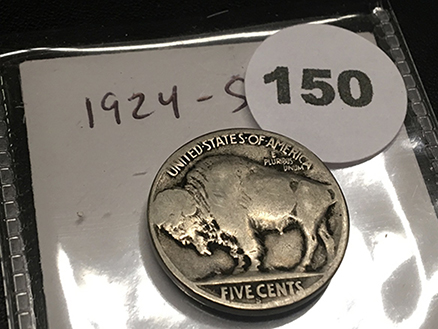 1924-S
150
UNITED·STATES·OF·AMERICA
E
PLURIBUS
UNUM
FIVE CENTS
S